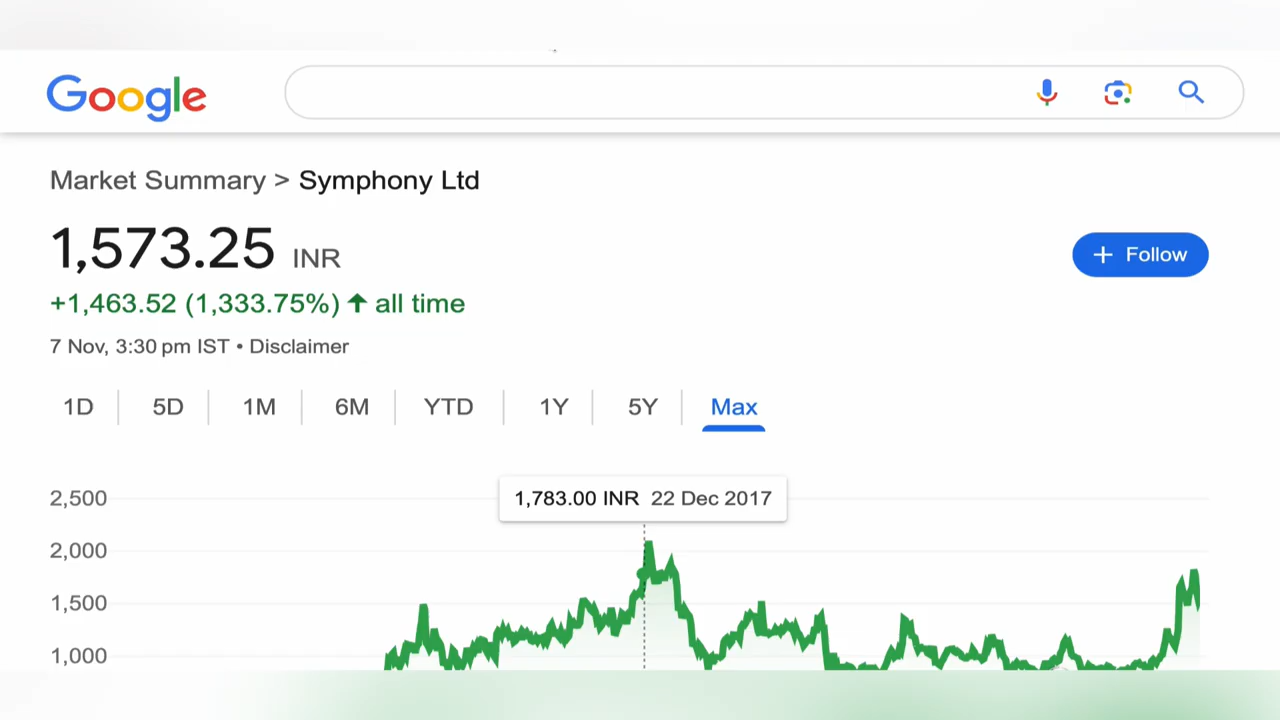 Google
Market Summary > Symphony Ltd
1,573.25 INR
+ Follow
+1,463.52 (1,333.75%) ↑ all time
7 Nov, 3:30 pm IST • Disclaimer
1D 5D 1M 6M YTD 1Y 5Y Max
2,500
1,783.00 INR 22 Dec 2017
2,000
1,500
1,000